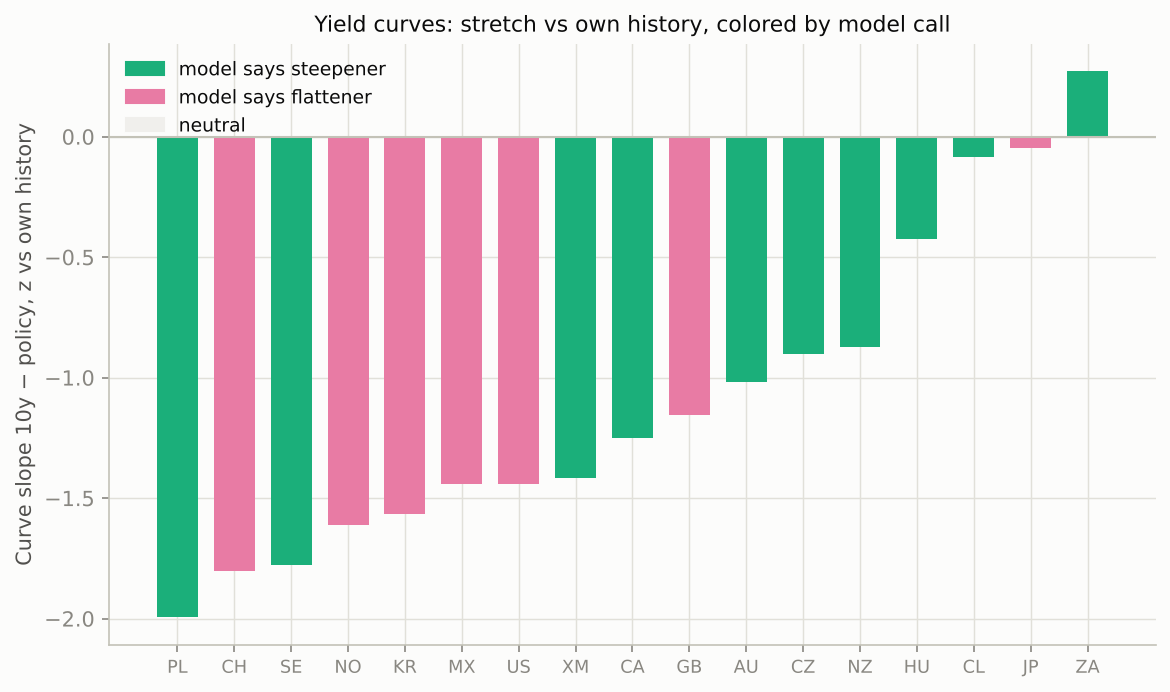 Yield curves: stretch vs own history, colored by model call
model says steepener
model says flattener
neutral
Curve slope 10y − policy, z vs own history
0.0
−0.5
−1.0
−1.5
−2.0
PL CH SE NO KR MX US XM CA GB AU CZ NZ HU CL JP ZA